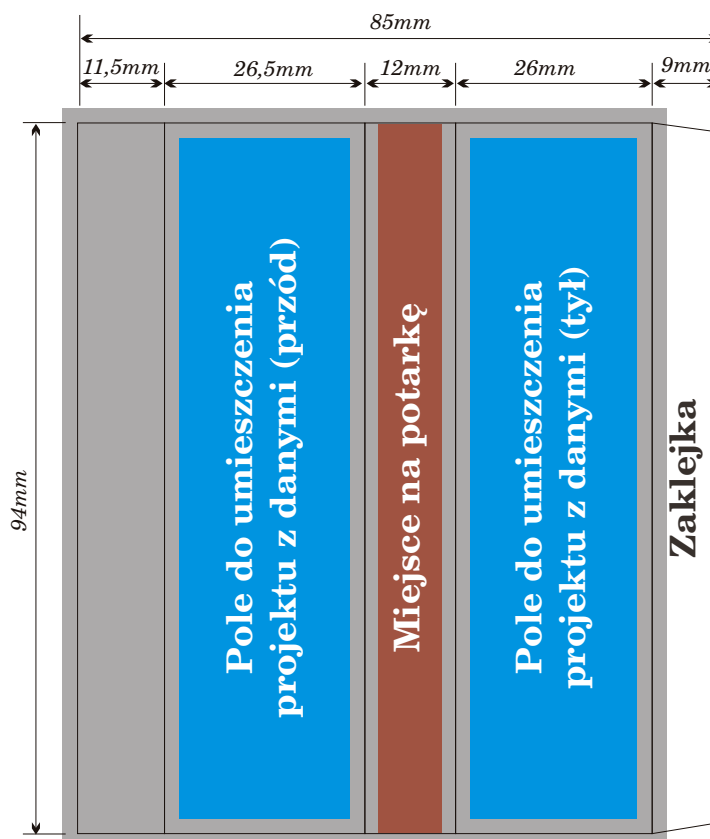 85mm
11,5mm
26,5mm
12mm
26mm
9mm
94mm
Pole do umieszczenia
projektu z danymi (przód)
Miejsce na potarkę
Pole do umieszczenia
projektu z danymi (tył)
Zaklejka